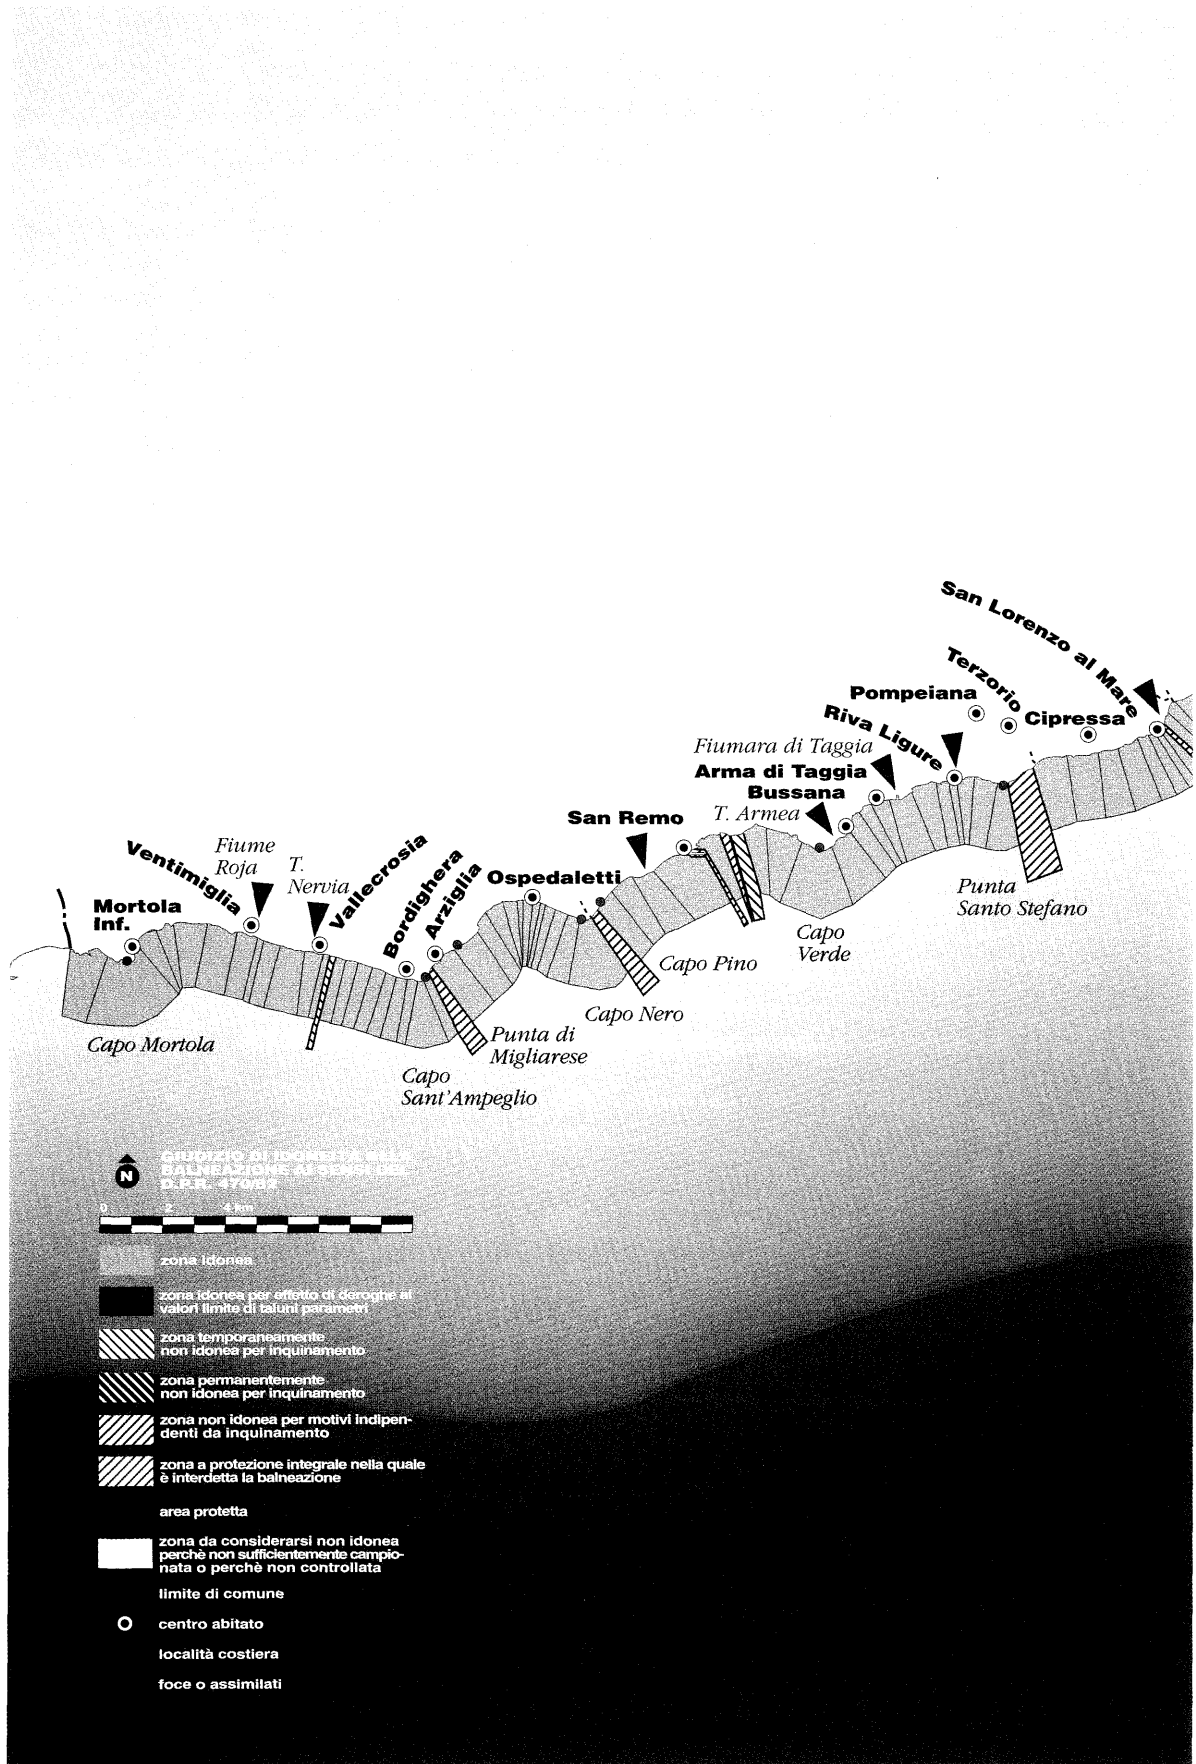 San Lorenzo al Mare
Terzorio
Pompeiana
Cipressa
Riva Ligure
Fiumara di Taggia
Arma di Taggia
Bussana
T. Armea
San Remo
Punta
Santo Stefano
Capo
Verde
Capo Pino
Capo Nero
Ospedaletti
Arziglia
Bordighera
Vallecrosia
T.
Nervia
Fiume
Roja
Ventimiglia
Mortola
Inf.
Capo Mortola
Punta di
Migliarese
Capo
Sant'Ampeglio
N
GIUDIZIO DI IDONEITÀ ALLA
BALNEAZIONE AI SENSI DEL
D.P.R. 470/82
0 2 4 km
zona idonea
zona idonea per effetto di deroghe ai
valori limite di taluni parametri
zona temporaneamente
non idonea per inquinamento
zona permanentemente
non idonea per inquinamento
zona non idonea per motivi indipen-
denti da inquinamento
zona a protezione integrale nella quale
è interdetta la balneazione
area protetta
zona da considerarsi non idonea
perchè non sufficientemente campio-
nata o perchè non controllata
limite di comune
centro abitato
località costiera
foce o assimilati